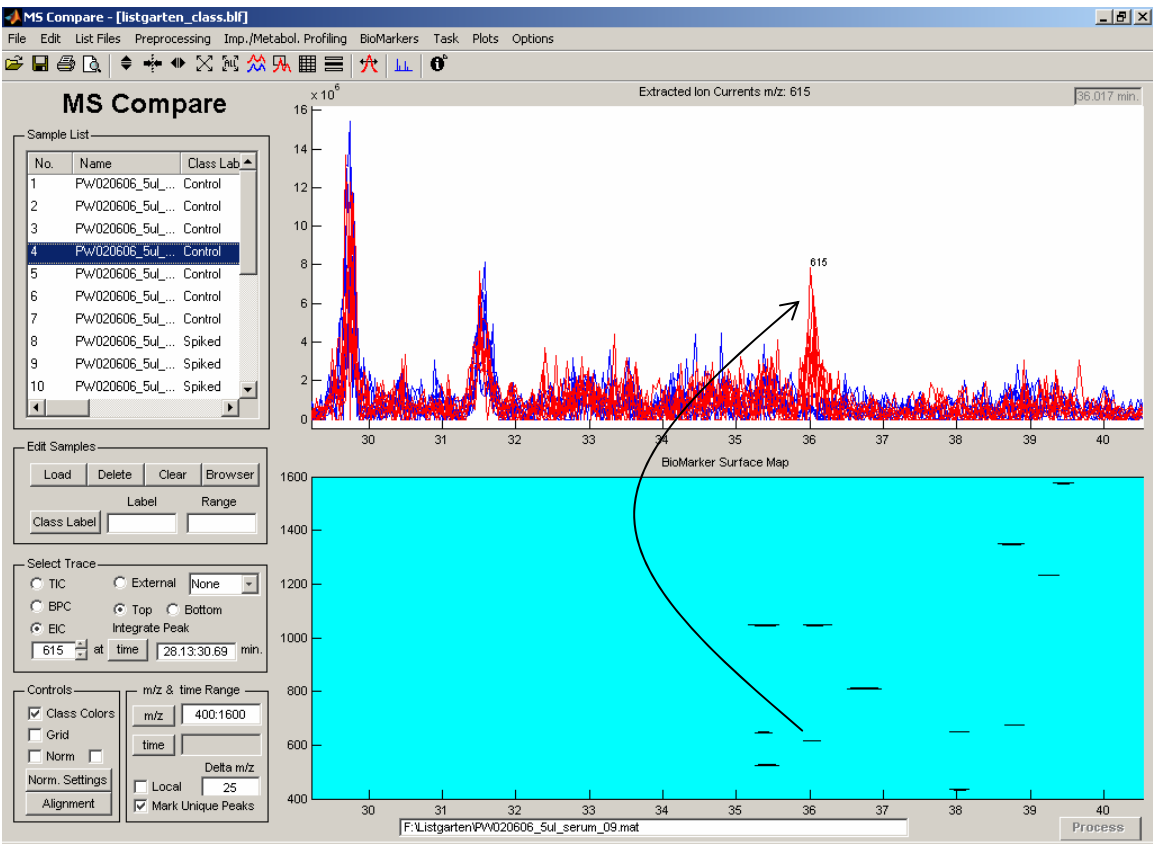 MS Compare - [listgarten_class.blf]
File Edit List Files Preprocessing Imp./Metabol. Profiling BioMarkers Task Plots Options
ALL
MS Compare
Sample List
No. Name Class Lab
1 PW020606_5ul_... Control
2 PW020606_5ul_... Control
3 PW020606_5ul_... Control
4 PW020606_5ul_... Control
5 PW020606_5ul_... Control
6 PW020606_5ul_... Control
7 PW020606_5ul_... Control
8 PW020606_5ul_... Spiked
9 PW020606_5ul_... Spiked
10 PW020606_5ul_... Spiked
Edit Samples
Load Delete Clear Browser
Label Range
Class Label
Select Trace
TIC External None
BPC Top Bottom
EIC Integrate Peak
615 at time 28.13:30.69 min.
Controls
Class Colors
Grid
Norm
Norm. Settings
Alignment
m/z & time Range
m/z 400:1600
time
Delta m/z
Local 25
Mark Unique Peaks
x 10^6
Extracted Ion Currents m/z: 615
36.017 min.
16
14
12
10
8
6
4
2
0
615
30 31 32 33 34 35 36 37 38 39 40
BioMarker Surface Map
1600
1400
1200
1000
800
600
400
30 31 32 33 34 35 36 37 38 39 40
F:\Listgarten\PW020606_5ul_serum_09.mat
Process